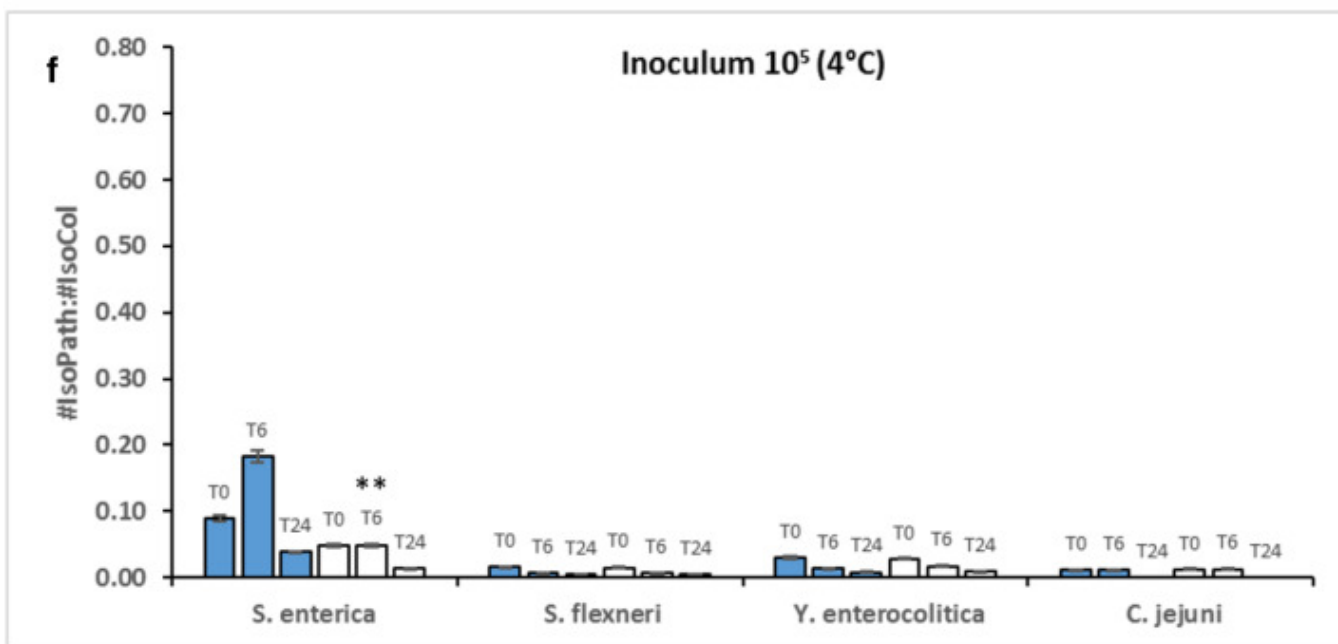 f
Inoculum 10⁵ (4°C)
#IsoPath:#IsoCol
0.80
0.70
0.60
0.50
0.40
0.30
0.20
0.10
0.00
T0
T6
T24
T0
**
T6
T24
T0
T6
T24
T0
T6
T24
T0
T6
T24
T0
T6
T24
T0
T6
T24
T0
T6
T24
S. enterica
S. flexneri
Y. enterocolitica
C. jejuni